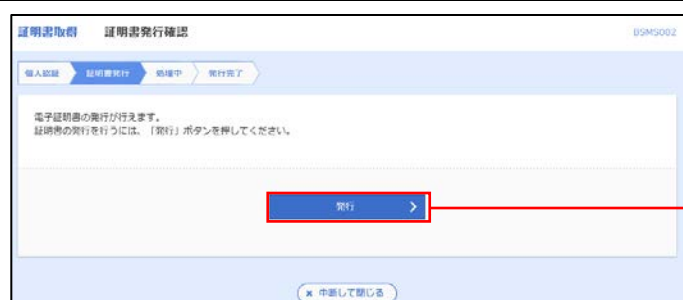 証明書取得 証明書発行確認 BSMS002
個人認証 証明書発行 処理中 発行完了
電子証明書の発行が行えます。
証明書の発行を行うには、「発行」ボタンを押してください。
発行
× 中断して閉じる